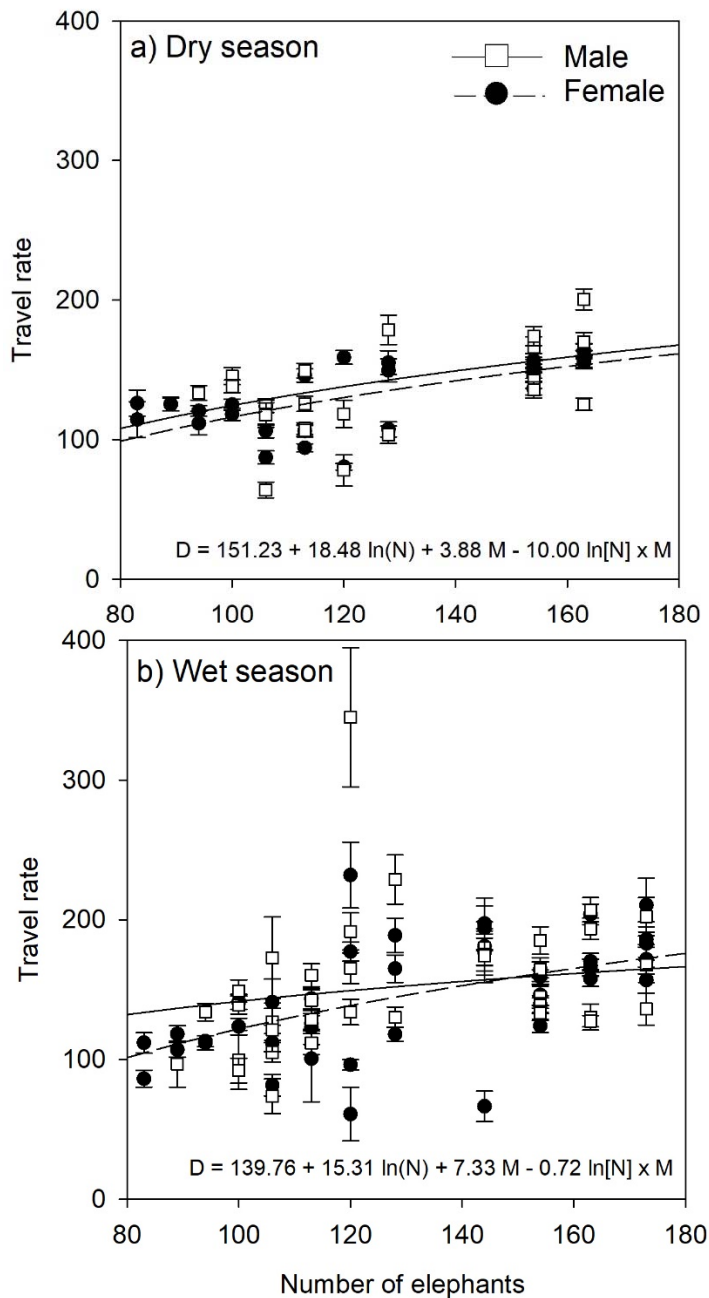 400
a) Dry season
Male
Female
300
Travel rate
200
100
D = 151.23 + 18.48 ln(N) + 3.88 M - 10.00 ln[N] x M
0
80 100 120 140 160 180
400
b) Wet season
300
Travel rate
200
100
D = 139.76 + 15.31 ln(N) + 7.33 M - 0.72 ln[N] x M
0
80 100 120 140 160 180
Number of elephants